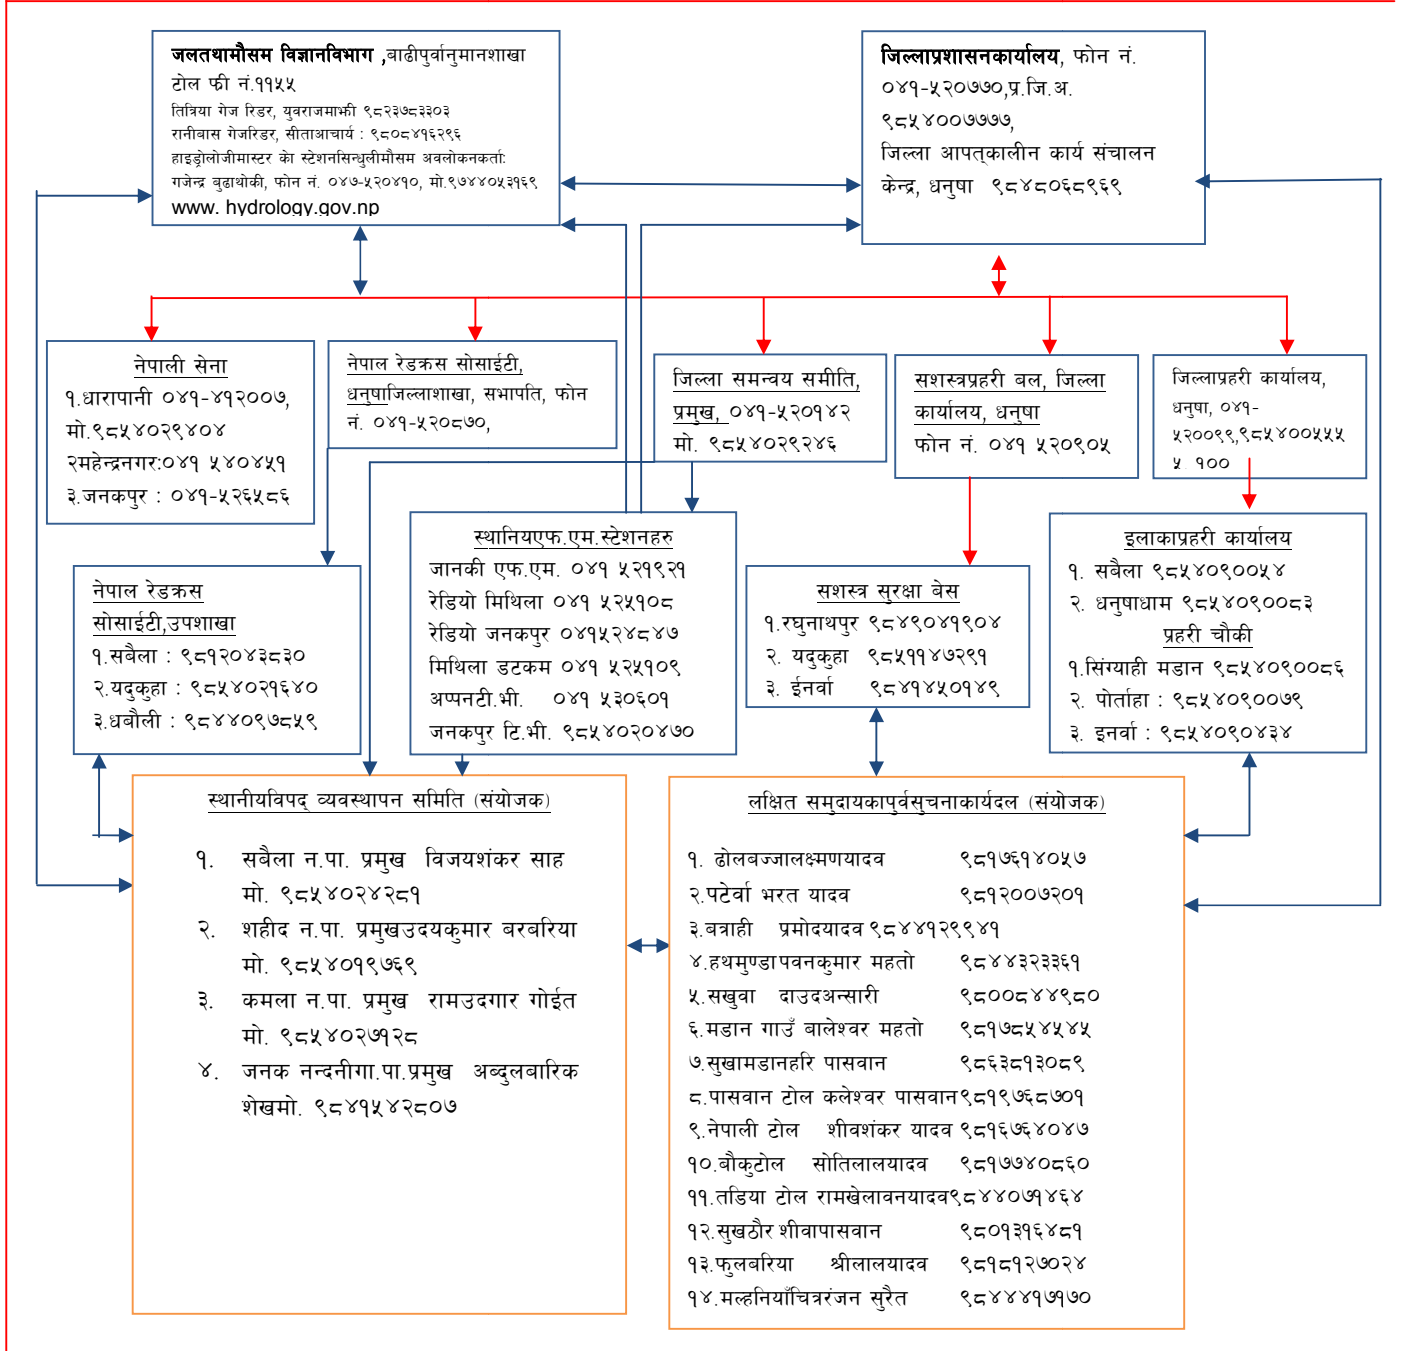 जलतथामौसम विज्ञानविभाग ,बाढीपुर्वानुमानशाखा
टोल फ्री नं.११५५
तित्रिया गेज रिडर, युवराजमाझी ९८२३७८३३०३
रानीबास गेजरिडर, सीताआचार्य : ९८०८४१६२९६
हाइड्रोलोजीमास्टर को स्टेशनसिन्धुलीमौसम अवलोकनकर्ता:
गजेन्द्र बुढाथोकी, फोन नं. ०४७-५२०४१०, मो.९७४४०५३१६९
www. hydrology.gov.np
जिल्लाप्रशासनकार्यालय, फोन नं.
०४१-५२०७७०,प्र.जि.अ.
९८५४००७७७७,
जिल्ला आपत्कालीन कार्य संचालन
केन्द्र, धनुषा ९८४८०६८९६९
नेपाली सेना
१.धारापानी ०४१-४१२००७,
मो.९८५४०२९४०४
२महेन्द्रनगर:०४१ ५४०४५१
३.जनकपुर : ०४१-५२६५८६
नेपाल रेडक्रस सोसाईटी,
धनुषाजिल्लाशाखा, सभापति, फोन
नं. ०४१-५२०८७०,
जिल्ला समन्वय समीति,
प्रमुख, ०४१-५२०१४२
मो. ९८५४०२९२४६
सशस्त्रप्रहरी बल, जिल्ला
कार्यालय, धनुषा
फोन नं. ०४१ ५२०९०५
जिल्लाप्रहरी कार्यालय,
धनुषा, ०४१-
५२००९९,९८५४००५५५
५ १००
नेपाल रेडक्रस
सोसाईटी,उपशाखा
१.सबैला : ९८१२०४३८३०
२.यदुकुहा : ९८५४०२१६४०
३.धबौली : ९८४४०९७८५९
स्थानियएफ.एम.स्टेशनहरु
जानकी एफ.एम. ०४१ ५२१९२१
रेडियो मिथिला ०४१ ५२५१०८
रेडियो जनकपुर ०४१५२४८४७
मिथिला डटकम ०४१ ५२५१०९
अप्पनटी.भी. ०४१ ५३०६०१
जनकपुर टि.भी. ९८५४०२०४७०
सशस्त्र सुरक्षा बेस
१.रघुनाथपुर ९८४९०४१९०४
२. यदुकुहा ९८५११४७२९१
३. ईनर्वा ९८४१४५०१४९
इलाकाप्रहरी कार्यालय
१. सबैला ९८५४०९००५४
२. धनुषाधाम ९८५४०९००८३
प्रहरी चौकी
१.सिंग्याही मडान ९८५४०९००८६
२. पोर्ताहा : ९८५४०९००७९
३. इनर्वा : ९८५४०९०४३४
स्थानीयविपद् व्यवस्थापन समिति (संयोजक)
१. सबैला न.पा. प्रमुख विजयशंकर साह
मो. ९८५४०२४२८१
२. शहीद न.पा. प्रमुखउदयकुमार बरबरिया
मो. ९८५४०१९७६९
३. कमला न.पा. प्रमुख रामउदगार गोईत
मो. ९८५४०२७१२८
४. जनक नन्दनीगा.पा.प्रमुख अब्दुलबारिक
शेखमो. ९८४१५४२८०७
लक्षित समुदायकापुर्वसुचनाकार्यदल (संयोजक)
१. ढोलबज्जालक्ष्मणयादव ९८१७६१४०५७
२.पटेर्वा भरत यादव ९८१२००७२०१
३.बत्राही प्रमोदयादव ९८४४१२९९४१
४.हथमुण्डापवनकुमार महतो ९८४४३२३३६१
५.सखुवा दाउदअन्सारी ९८००८४४९८०
६.मडान गाउँ बालेश्वर महतो ९८१७८५४५४५
७.सुखामडानहरि पासवान ९८६३८१३०८९
८.पासवान टोल कलेश्वर पासवान९८१९७६८७०१
९.नेपाली टोल शीवशंकर यादव ९८१६७६४०४७
१०.बौकुटोल सोतिलालयादव ९८१७७४०८६०
११.तडिया टोल रामखेलावनयादव९८४४०७१४६४
१२.सुखठौर शीवापासवान ९८०१३१६४८१
१३.फुलबरिया श्रीलालयादव ९८१८१२७०२४
१४.मल्हनियाँचित्ररंजन सुरैत ९८४४४१७१७०